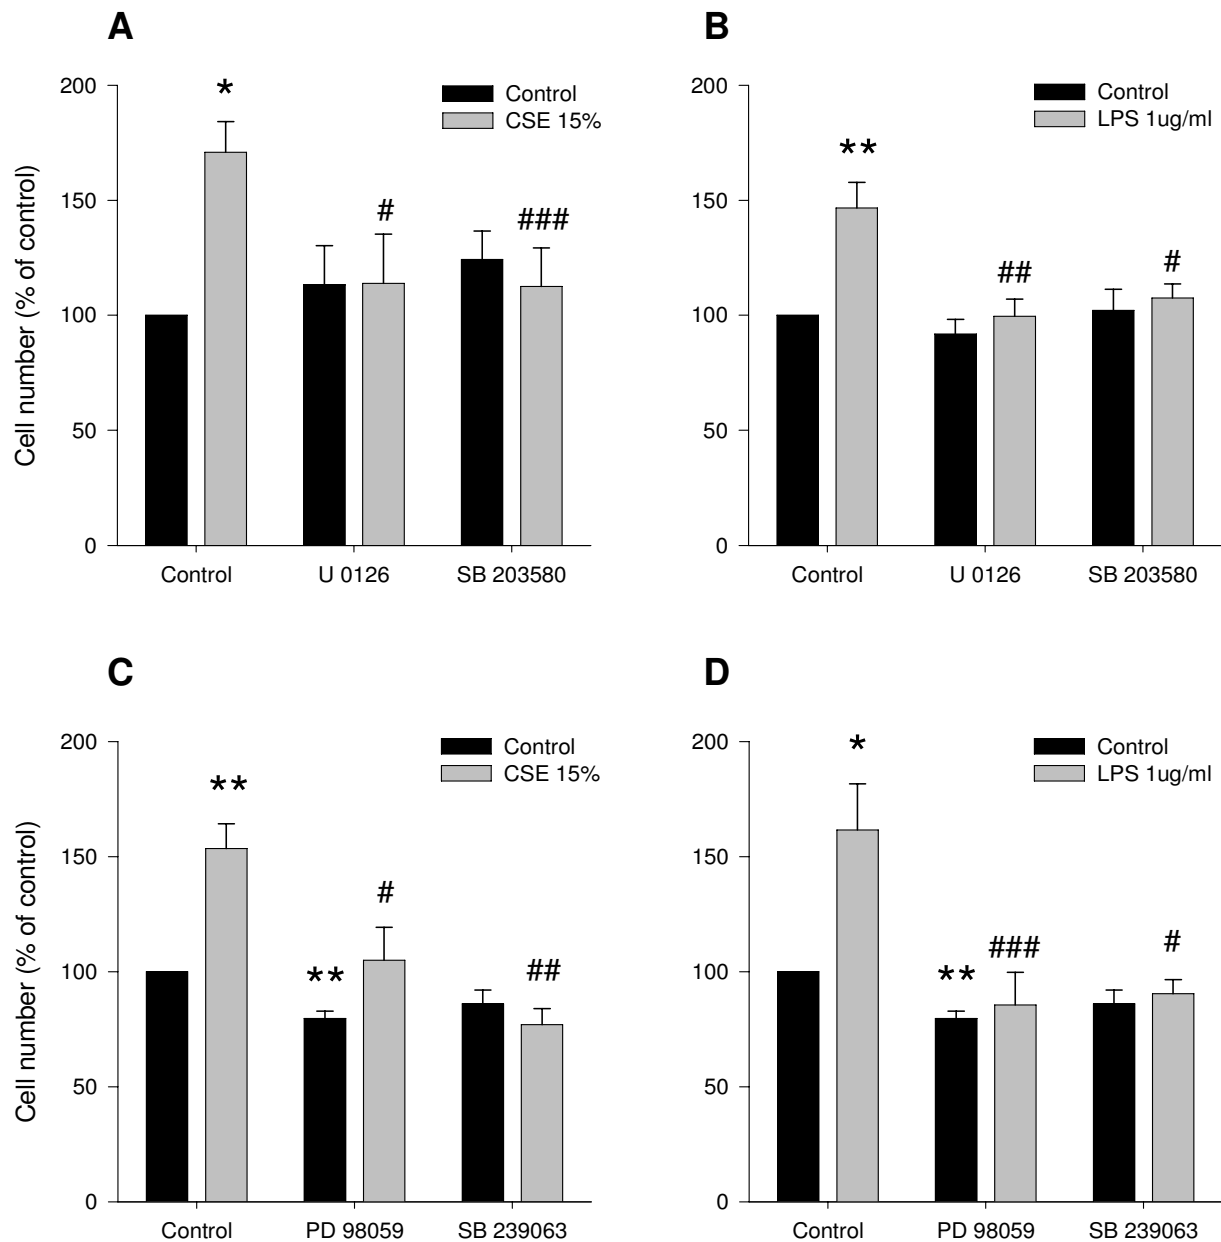 A
Cell number (% of control)
200
150
100
50
0
*
#
###
Control
CSE 15%
Control
U 0126
SB 203580
B
200
150
100
50
0
**
##
#
Control
LPS 1ug/ml
Control
U 0126
SB 203580
C
Cell number (% of control)
200
150
100
50
0
**
**
#
##
Control
CSE 15%
Control
PD 98059
SB 239063
D
200
150
100
50
0
*
**
###
#
Control
LPS 1ug/ml
Control
PD 98059
SB 239063